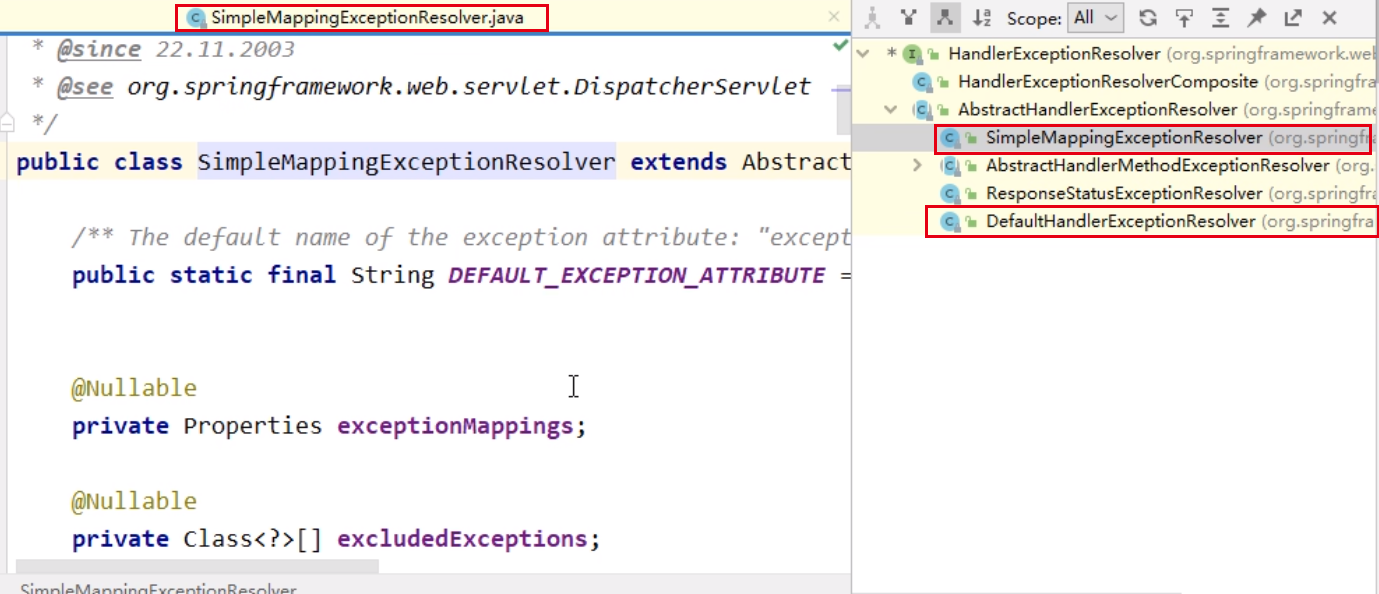 SimpleMappingExceptionResolver.java
* @since 22.11.2003
* @see org.springframework.web.servlet.DispatcherServlet
*/
public class SimpleMappingExceptionResolver extends Abstract
/** The default name of the exception attribute: "except
public static final String DEFAULT_EXCEPTION_ATTRIBUTE =
@Nullable
private Properties exceptionMappings;
@Nullable
private Class<?>[] excludedExceptions;
SimpleMappingExceptionResolver
Scope: All
* HandlerExceptionResolver (org.springframework.web
HandlerExceptionResolverComposite (org.springfra
AbstractHandlerExceptionResolver (org.springframe
SimpleMappingExceptionResolver (org.springfra
AbstractHandlerMethodExceptionResolver (org.
ResponseStatusExceptionResolver (org.springfra
DefaultHandlerExceptionResolver (org.springfra